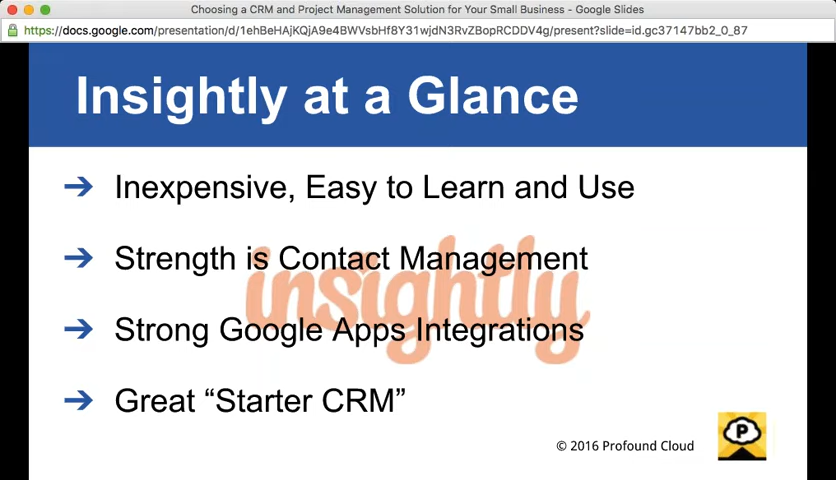 Choosing a CRM and Project Management Solution for Your Small Business - Google Slides
https://docs.google.com/presentation/d/1ehBeHAjKQjA9e4BWVsbHf8Y31wjdN3RvZBopRCDDV4g/present?slide=id.gc37147bb2_0_87
Insightly at a Glance
➔ Inexpensive, Easy to Learn and Use
➔ Strength is Contact Management
insightly
➔ Strong Google Apps Integrations
➔ Great “Starter CRM”
© 2016 Profound Cloud
P